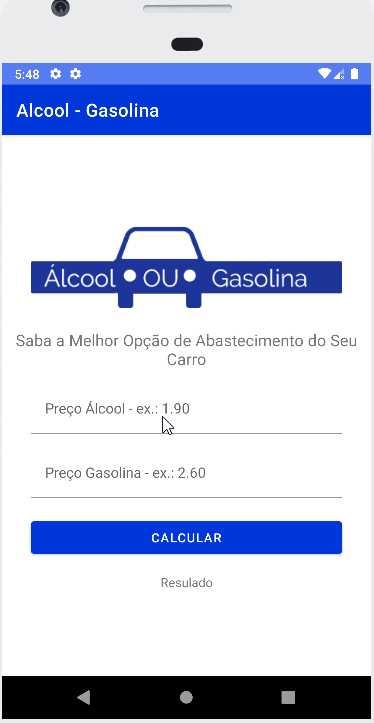 5:48
Alcool - Gasolina
Álcool OU Gasolina
Saba a Melhor Opção de Abastecimento do Seu
Carro
Preço Álcool - ex.: 1.90
Preço Gasolina - ex.: 2.60
CALCULAR
Resulado